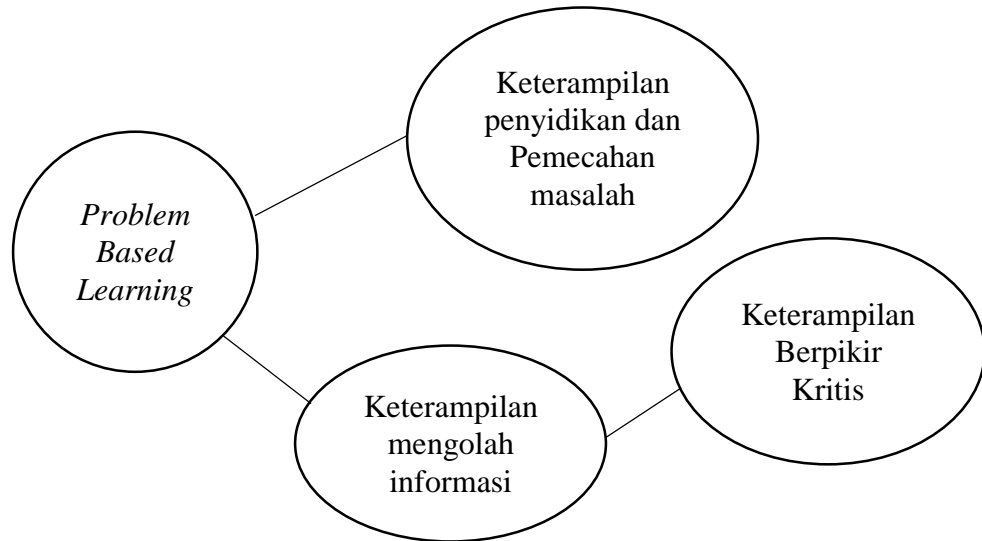 Keterampilan
penyidikan dan
Pemecahan
masalah
Problem
Based
Learning
Keterampilan
Berpikir
Kritis
Keterampilan
mengolah
informasi